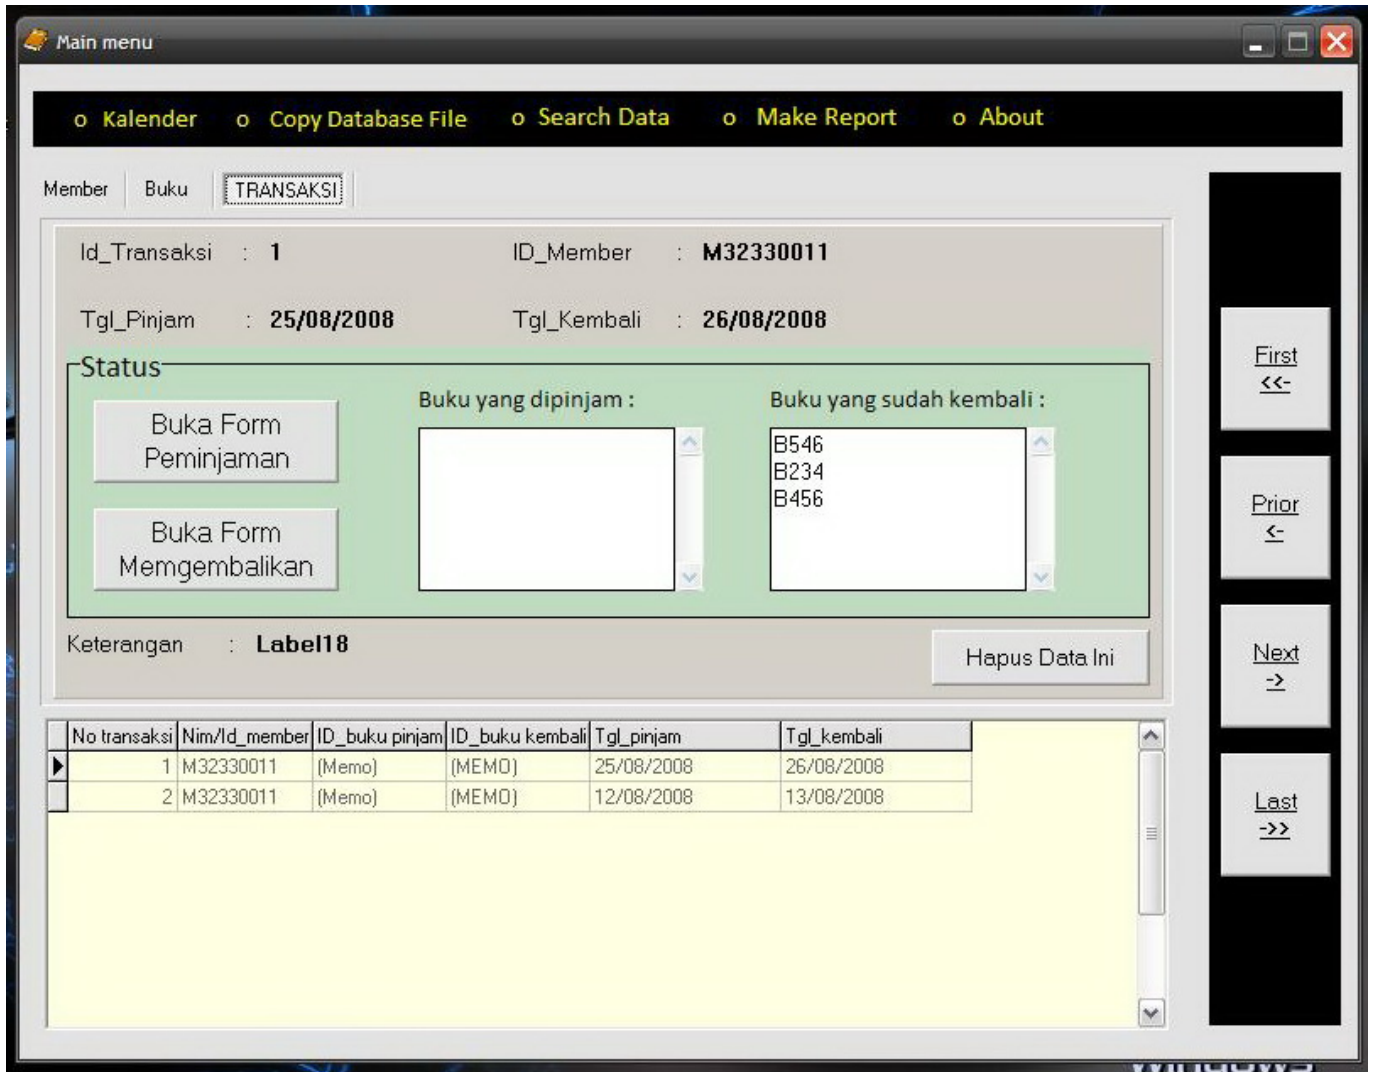 Main menu
o Kalender o Copy Database File o Search Data o Make Report o About
Member Buku TRANSAKSI
Id_Transaksi : 1 ID_Member : M32330011
Tgl_Pinjam : 25/08/2008 Tgl_Kembali : 26/08/2008
Status
Buka Form
Peminjaman
Buka Form
Memgembalikan
Buku yang dipinjam :
Buku yang sudah kembali :
B546
B234
B456
Keterangan : Label18
Hapus Data Ini
No transaksi Nim/Id_member ID_buku pinjam ID_buku kembali Tgl_pinjam Tgl_kembali
1 M32330011 (Memo) (MEMO) 25/08/2008 26/08/2008
2 M32330011 (Memo) (MEMO) 12/08/2008 13/08/2008
First
<<-
Prior
<-
Next
->
Last
->>